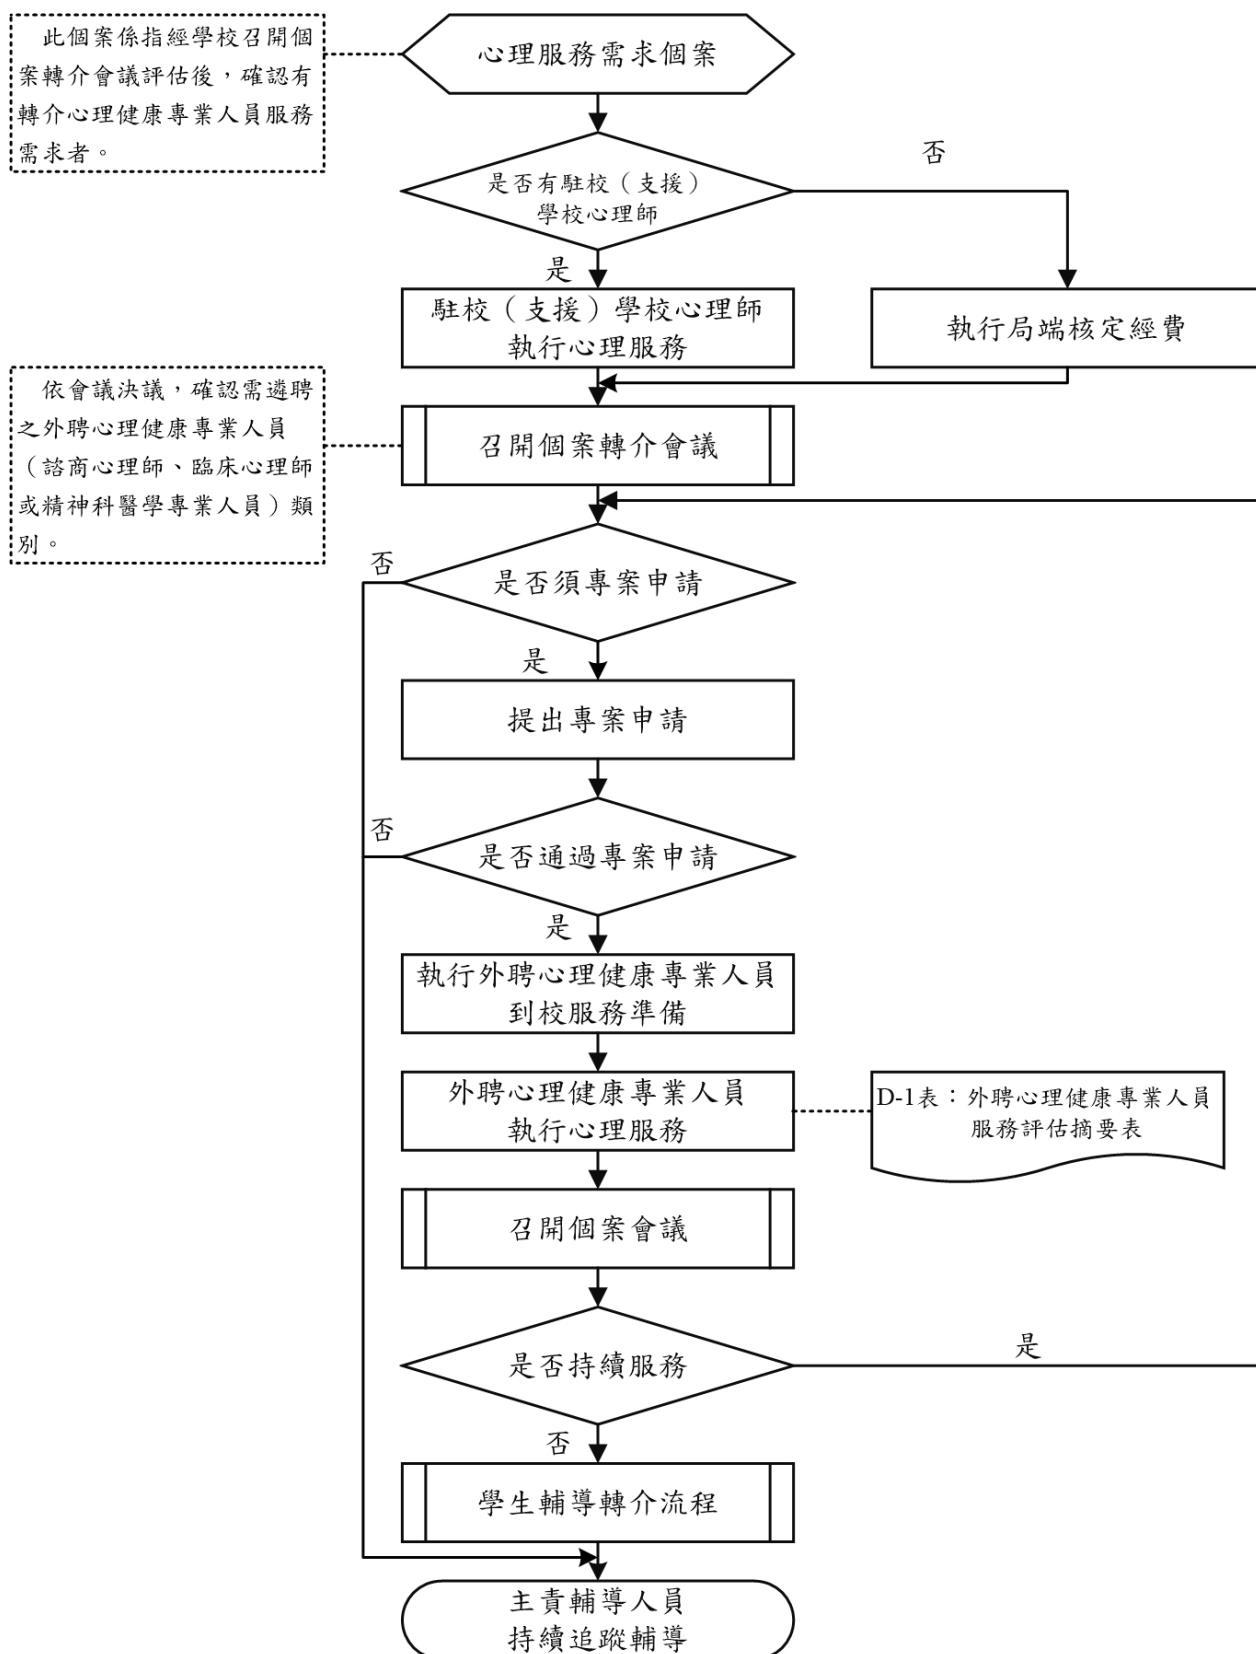 此個案係指經學校召開個
案轉介會議評估後，確認有
轉介心理健康專業人員服務
需求者。
心理服務需求個案
是否有駐校（支援）
學校心理師
否
是
駐校（支援）學校心理師
執行心理服務
執行局端核定經費
依會議決議，確認需遴聘
之外聘心理健康專業人員
（諮商心理師、臨床心理師
或精神科醫學專業人員）類
別。
召開個案轉介會議
否
是否須專案申請
是
提出專案申請
否
是否通過專案申請
是
執行外聘心理健康專業人員
到校服務準備
外聘心理健康專業人員
執行心理服務
D-1表：外聘心理健康專業人員
服務評估摘要表
召開個案會議
是否持續服務
是
否
學生輔導轉介流程
主責輔導人員
持續追蹤輔導